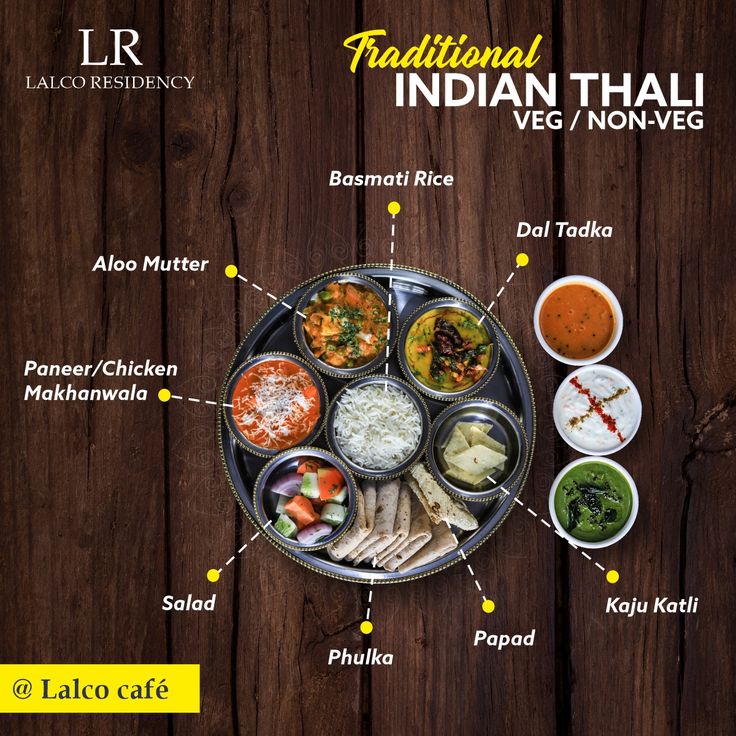 LR
LALCO RESIDENCY
Traditional
INDIAN THALI
VEG / NON-VEG
Basmati Rice
Dal Tadka
Aloo Mutter
Paneer/Chicken
Makhanwala
Salad
Kaju Katli
Papad
Phulka
@ Lalco café